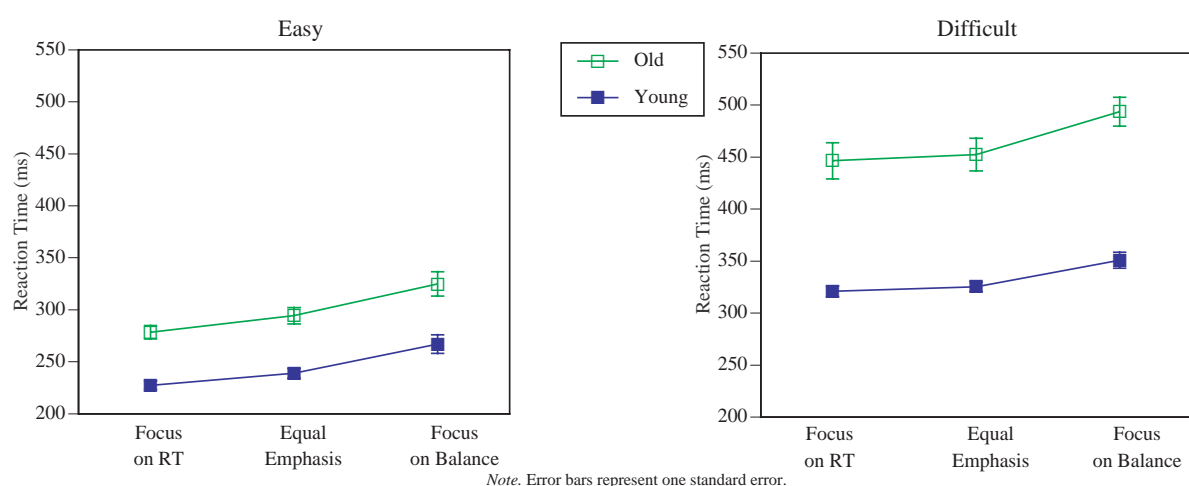 Easy
Reaction Time (ms)
550
500
450
400
350
300
250
200
Focus on RT
Equal Emphasis
Focus on Balance
Old
Young
Difficult
Reaction Time (ms)
550
500
450
400
350
300
250
200
Focus on RT
Equal Emphasis
Focus on Balance
Note. Error bars represent one standard error.